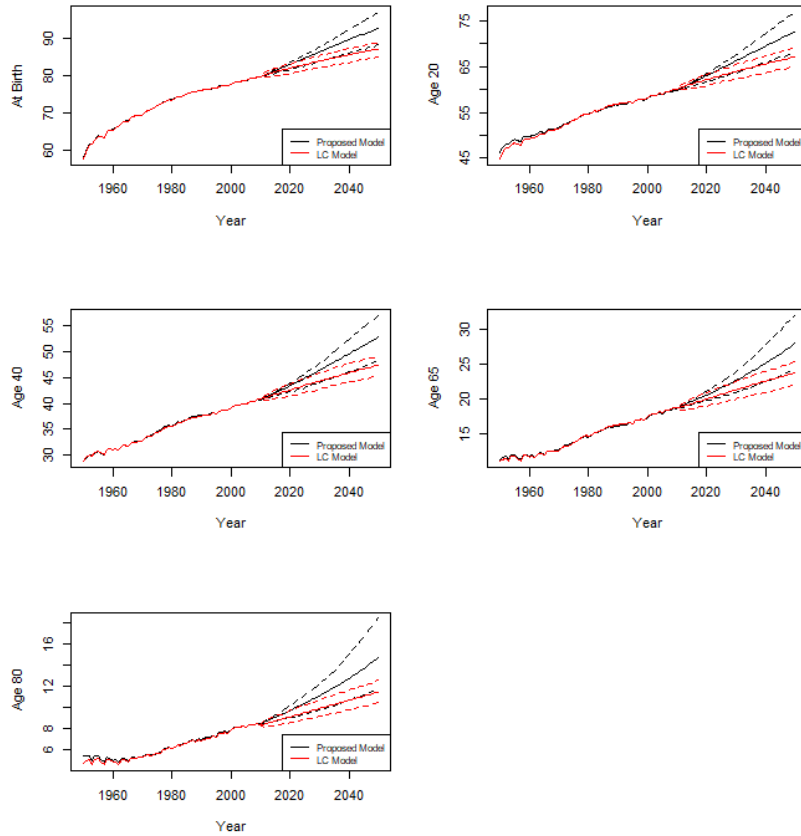 At Birth
60 70 80 90
1960 1980 2000 2020 2040
Year
Proposed Model
LC Model
Age 20
45 55 65 75
1960 1980 2000 2020 2040
Year
Proposed Model
LC Model
Age 40
30 35 40 45 50 55
1960 1980 2000 2020 2040
Year
Proposed Model
LC Model
Age 65
15 20 25 30
1960 1980 2000 2020 2040
Year
Proposed Model
LC Model
Age 80
6 8 12 16
1960 1980 2000 2020 2040
Year
Proposed Model
LC Model